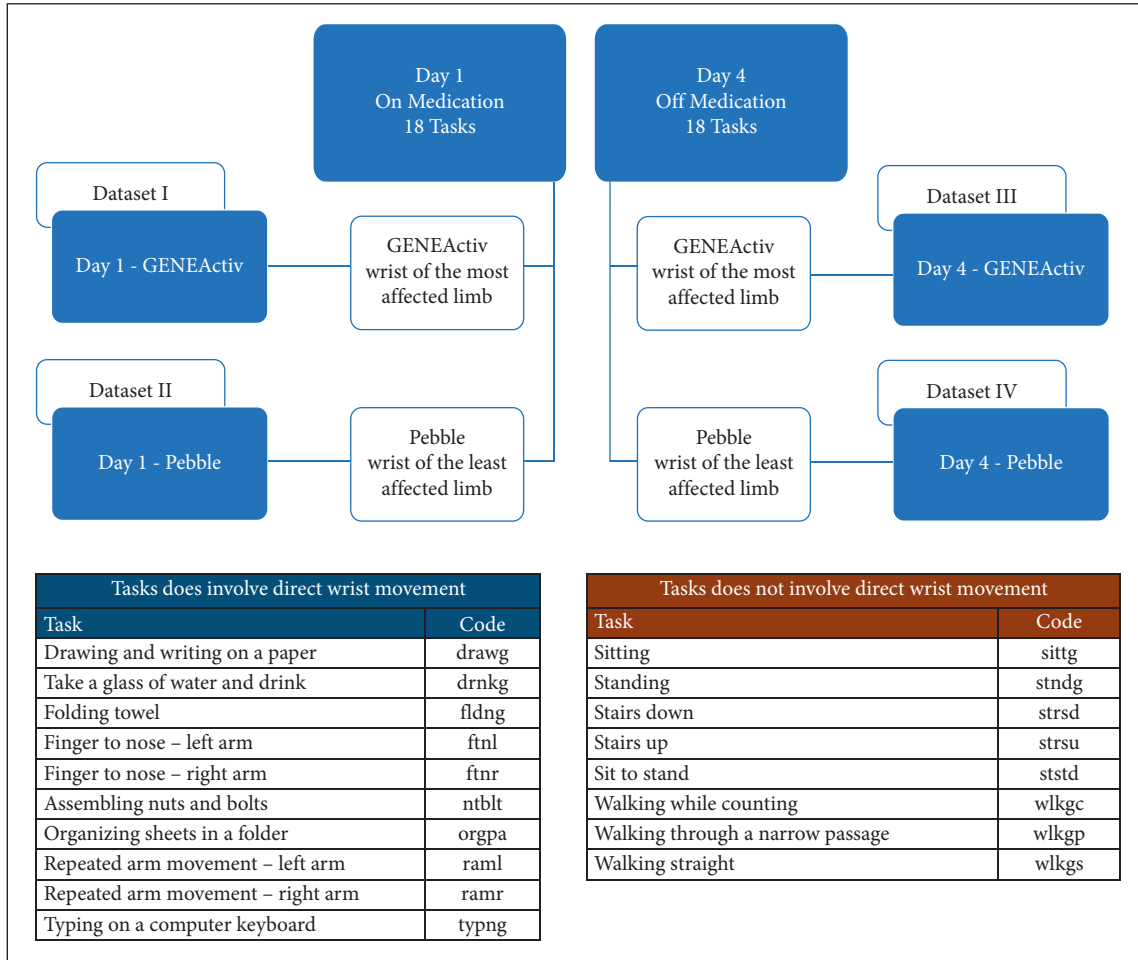 Day 1
On Medication
18 Tasks
Day 4
Off Medication
18 Tasks
Dataset I
Day 1 - GENEActiv
GENEActiv
wrist of the most
affected limb
GENEActiv
wrist of the most
affected limb
Dataset III
Day 4 - GENEActiv
Dataset II
Day 1 - Pebble
Pebble
wrist of the least
affected limb
Pebble
wrist of the least
affected limb
Dataset IV
Day 4 - Pebble
Tasks does involve direct wrist movement
Task Code
Drawing and writing on a paper drawg
Take a glass of water and drink drnkg
Folding towel fldng
Finger to nose – left arm ftnl
Finger to nose – right arm ftnr
Assembling nuts and bolts ntblt
Organizing sheets in a folder orgpa
Repeated arm movement – left arm raml
Repeated arm movement – right arm ramr
Typing on a computer keyboard typng
Tasks does not involve direct wrist movement
Task Code
Sitting sittg
Standing stndg
Stairs down strsd
Stairs up strsu
Sit to stand ststd
Walking while counting wlkgc
Walking through a narrow passage wlkgp
Walking straight wlkgs